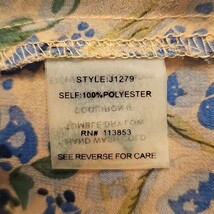 STYLE:J1279
SELF:100%POLYESTER
RN# 113853
SEE REVERSE FOR CARE